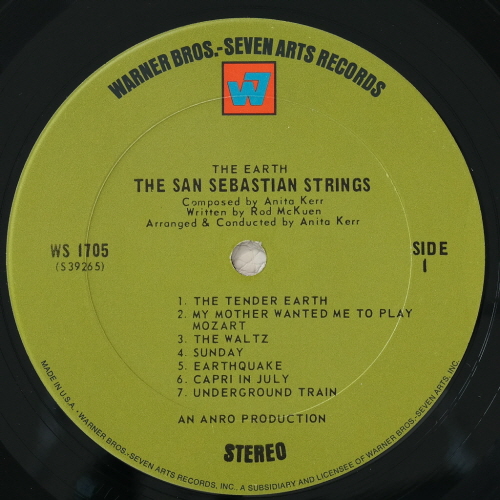 WARNER BROS.-SEVEN ARTS RECORDS
W7
THE EARTH
THE SAN SEBASTIAN STRINGS
Composed by Anita Kerr
Written by Rod McKuen
Arranged & Conducted by Anita Kerr
WS 1705
(S39265)
SIDE
1
1. THE TENDER EARTH
2. MY MOTHER WANTED ME TO PLAY
MOZART
3. THE WALTZ
4. SUNDAY
5. EARTHQUAKE
6. CAPRI IN JULY
7. UNDERGROUND TRAIN
AN ANRO PRODUCTION
STEREO
MADE IN U.S.A. - WARNER BROS.-SEVEN ARTS RECORDS, INC., A SUBSIDIARY AND LICENSEE OF WARNER BROS.-SEVEN ARTS, INC.